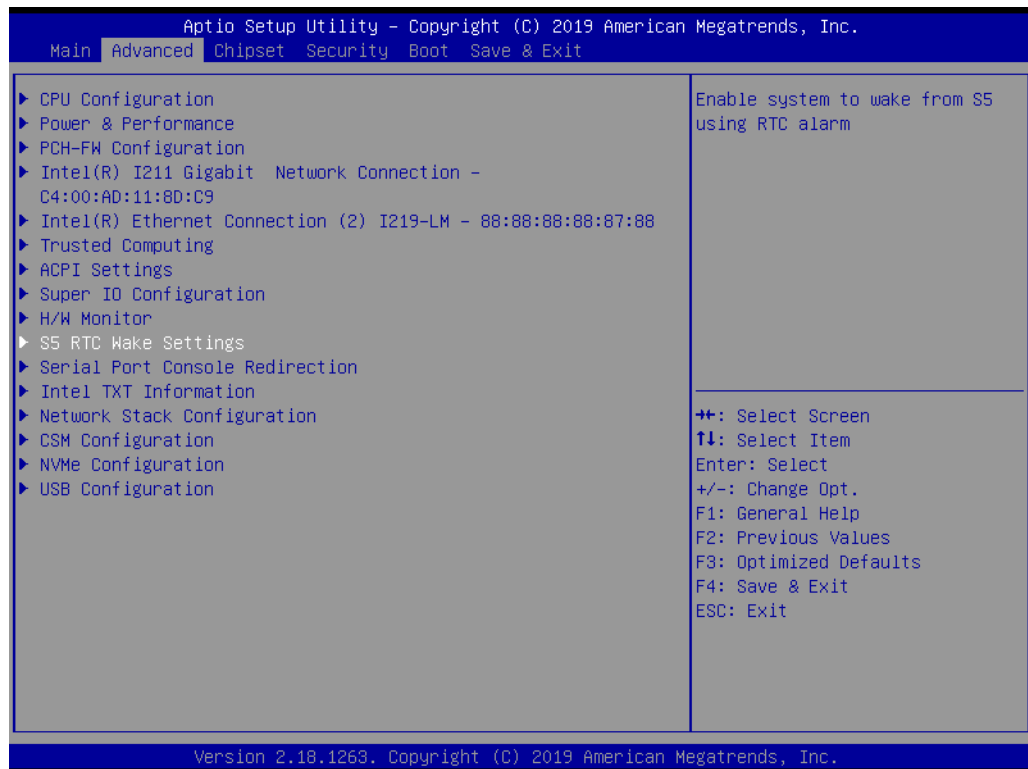 Aptio Setup Utility – Copyright (C) 2019 American Megatrends, Inc.
Main Advanced Chipset Security Boot Save & Exit
▶ CPU Configuration
▶ Power & Performance
▶ PCH-FW Configuration
▶ Intel(R) I211 Gigabit  Network Connection –
C4:00:AD:11:8D:C9
▶ Intel(R) Ethernet Connection (2) I219-LM – 88:88:88:88:87:88
▶ Trusted Computing
▶ ACPI Settings
▶ Super IO Configuration
▶ H/W Monitor
▶ S5 RTC Wake Settings
▶ Serial Port Console Redirection
▶ Intel TXT Information
▶ Network Stack Configuration
▶ CSM Configuration
▶ NVMe Configuration
▶ USB Configuration
Enable system to wake from S5
using RTC alarm
→←: Select Screen
↑↓: Select Item
Enter: Select
+/-: Change Opt.
F1: General Help
F2: Previous Values
F3: Optimized Defaults
F4: Save & Exit
ESC: Exit
Version 2.18.1263. Copyright (C) 2019 American Megatrends, Inc.